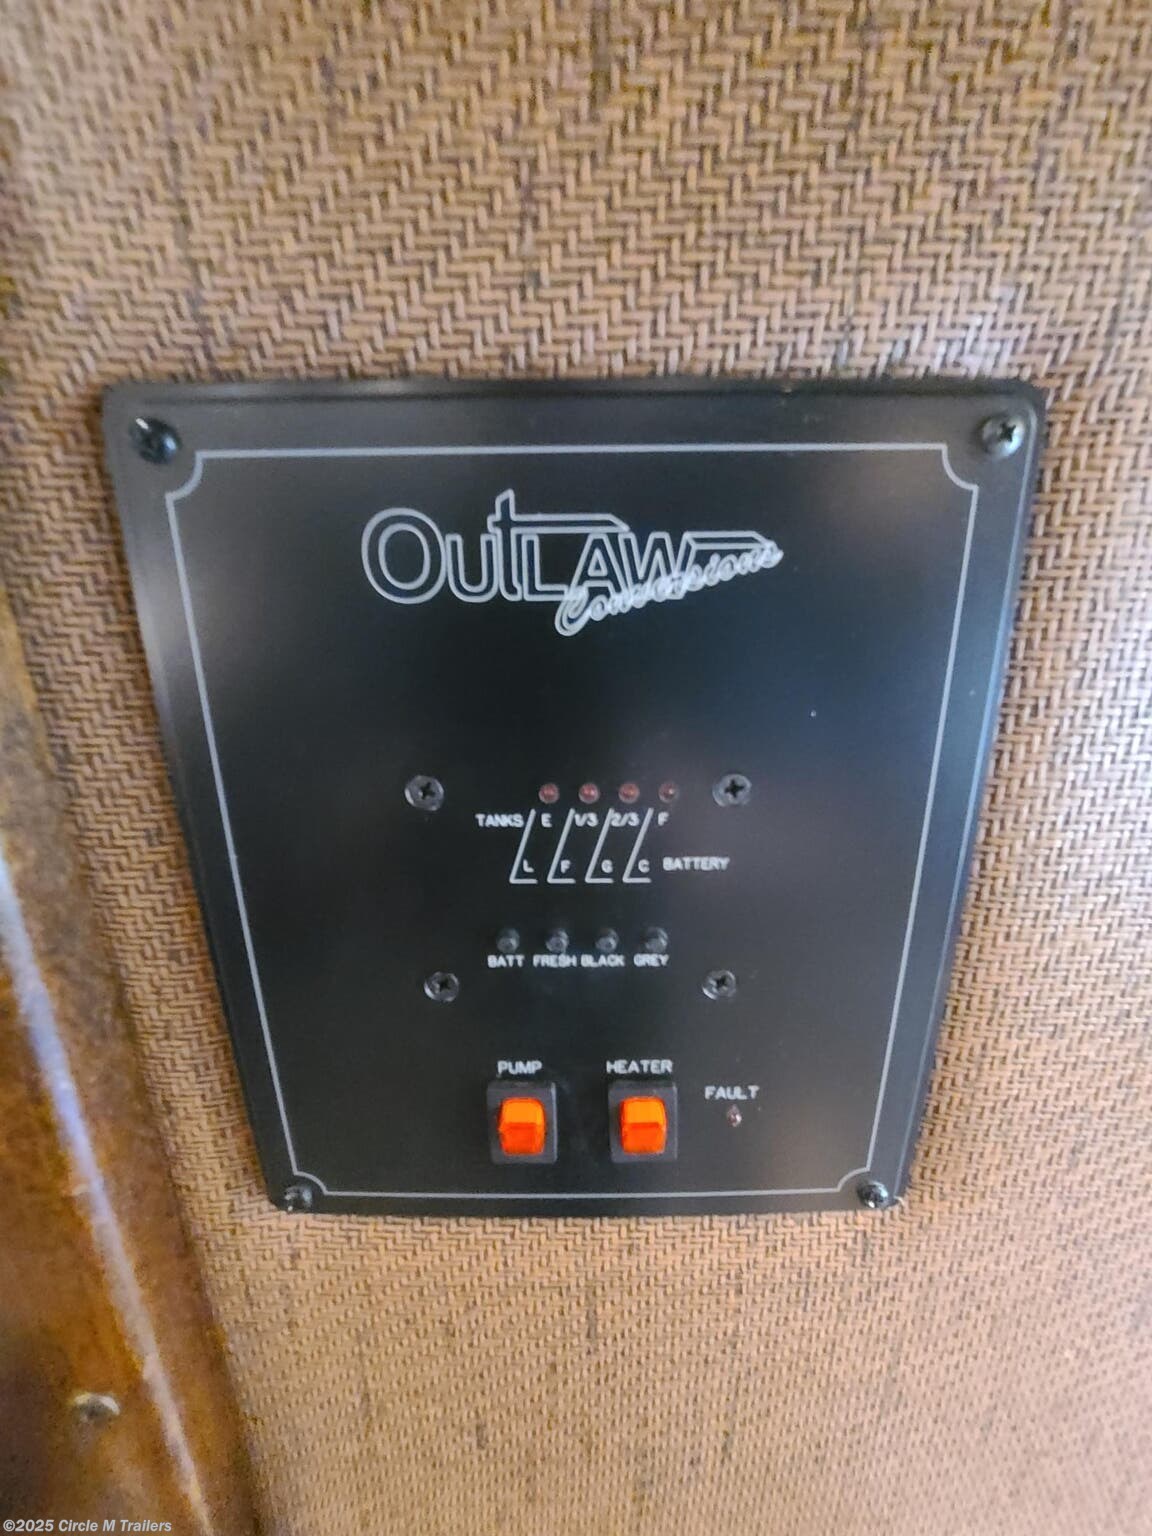 OUTLAW
Conversions
TANKS E 1/3 2/3 F
L F G C BATTERY
BATT FRESH BLACK GREY
PUMP HEATER
FAULT
©2025 Circle M Trailers